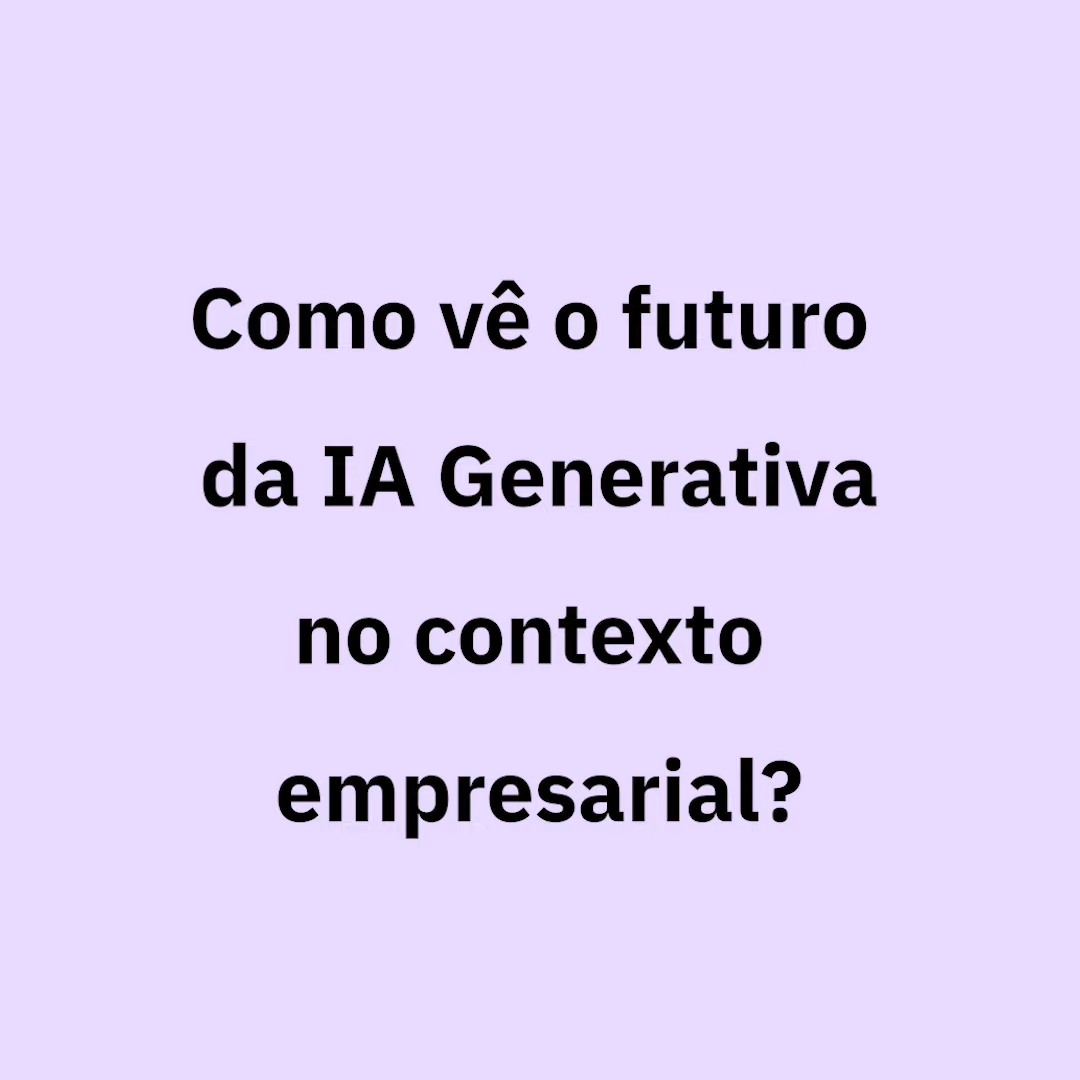 Como vê o futuro
da IA Generativa
no contexto
empresarial?